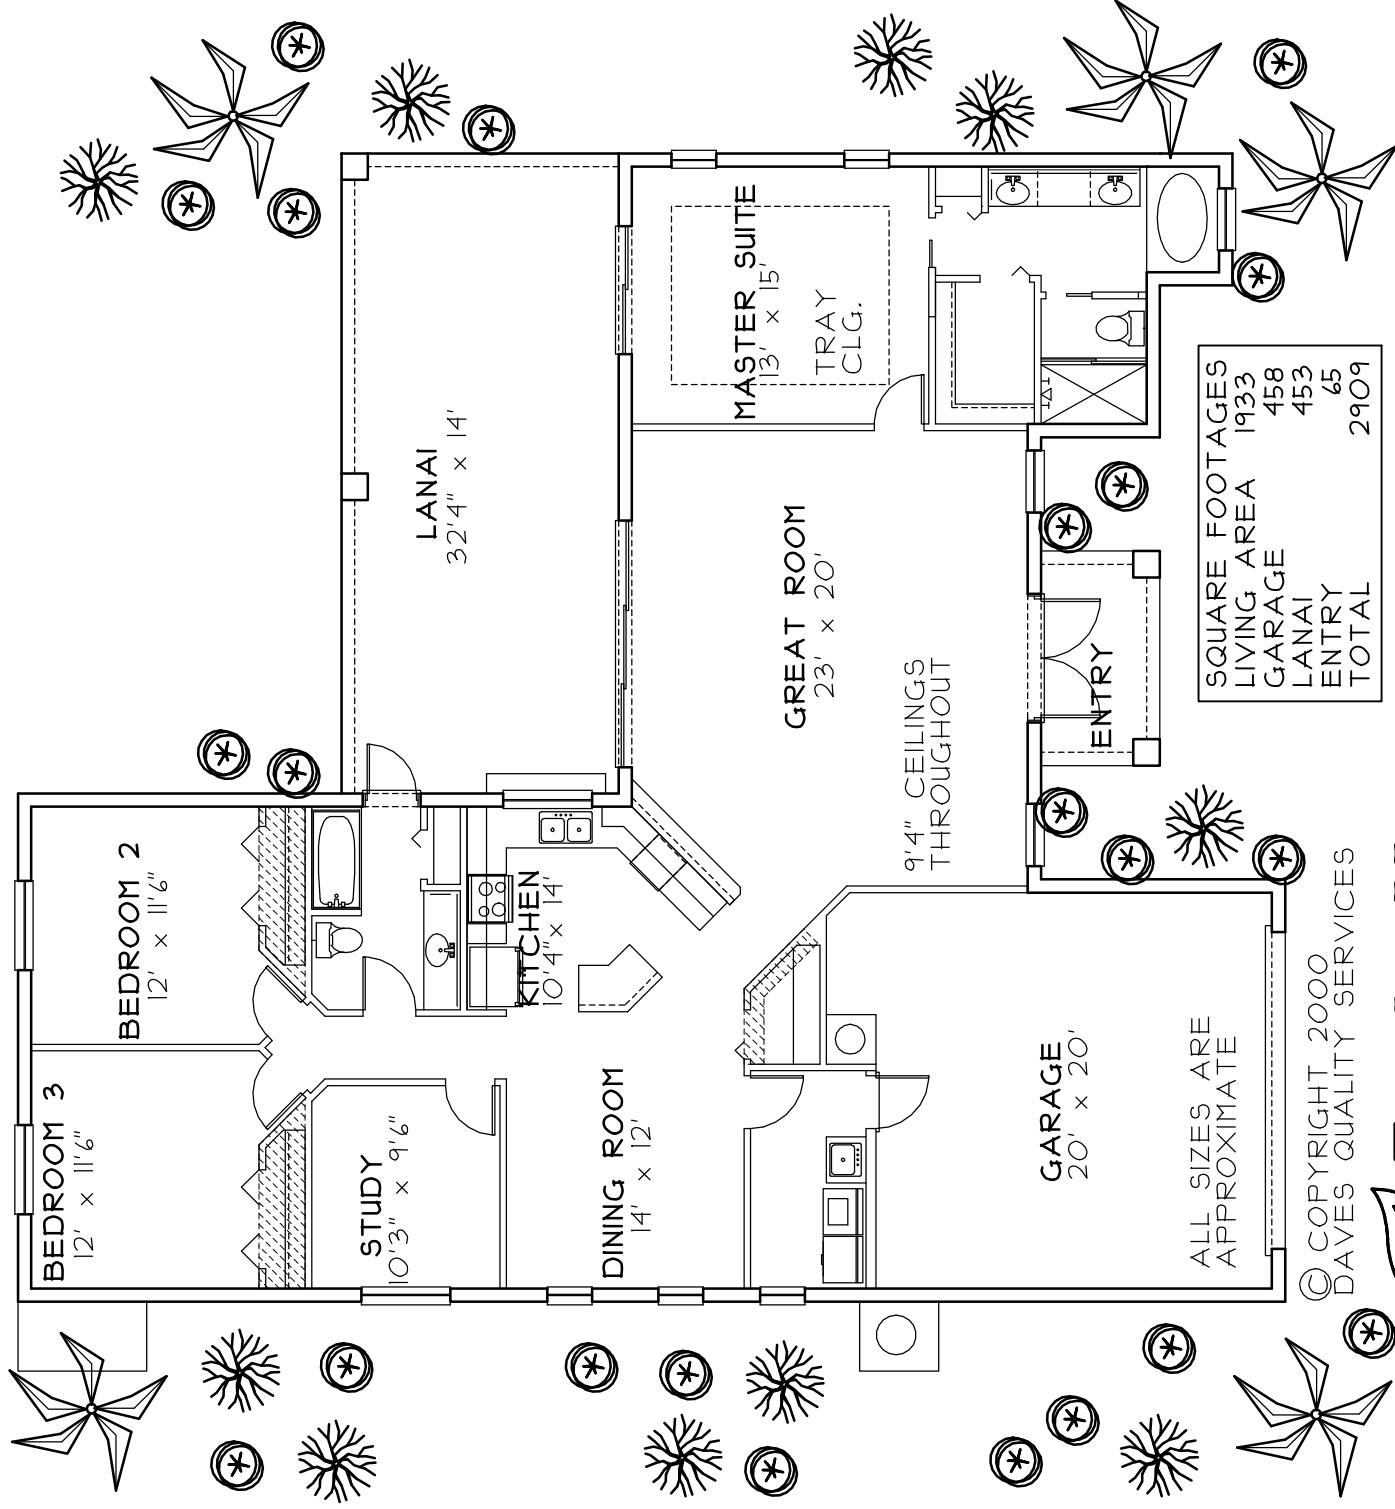 BEDROOM 3
12' x 11'6"
BEDROOM 2
12' x 11'6"
STUDY
10'3" x 9'6"
LANAI
32'4" x 14'
KITCHEN
10'4" x 14'
DINING ROOM
14' x 12'
MASTER SUITE
13' x 15'
TRAY
CLG.
GREAT ROOM
23' x 20'
9'4" CEILINGS
THROUGHOUT
GARAGE
20' x 20'
ENTRY
ALL SIZES ARE
APPROXIMATE
SQUARE FOOTAGES
LIVING AREA 1933
GARAGE 458
LANAI 453
ENTRY 65
TOTAL 2909
© COPYRIGHT 2000
DAVES QUALITY SERVICES